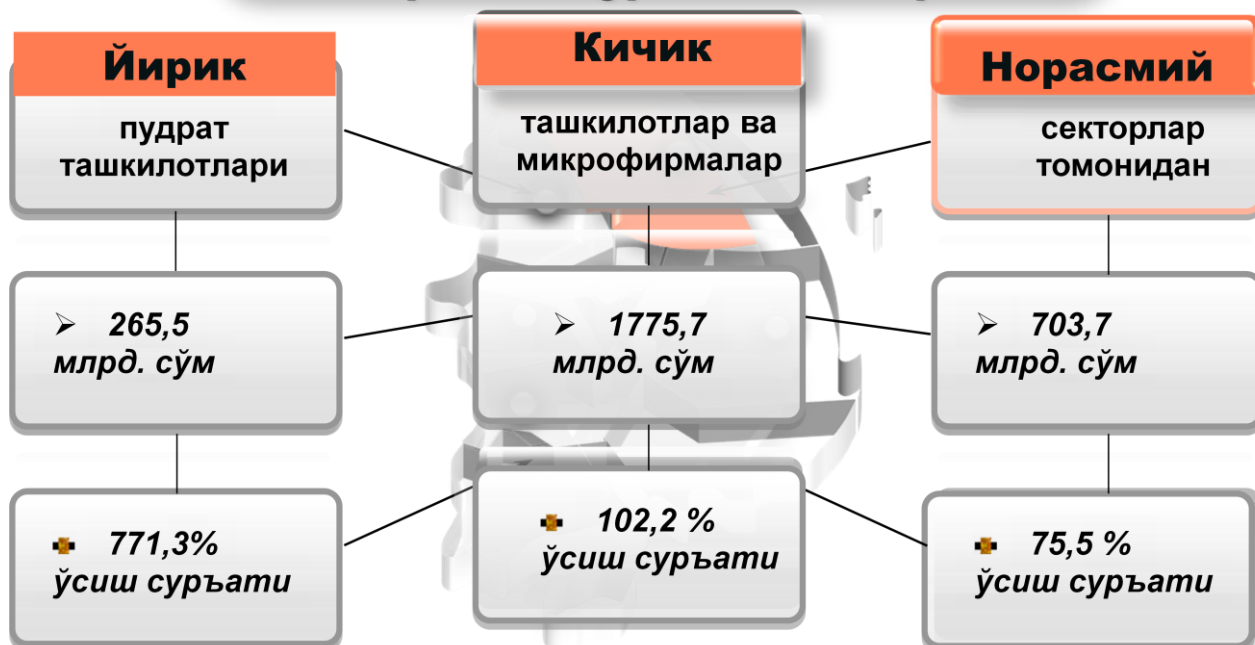 Йирик
пудрат
ташкилотлари
Кичик
ташкилотлар ва
микрофирмалар
Норасмий
секторлар
томонидан
➢ 265,5
млрд. сўм
➢ 1775,7
млрд. сўм
➢ 703,7
млрд. сўм
771,3%
ўсиш суръати
102,2 %
ўсиш суръати
75,5 %
ўсиш суръати